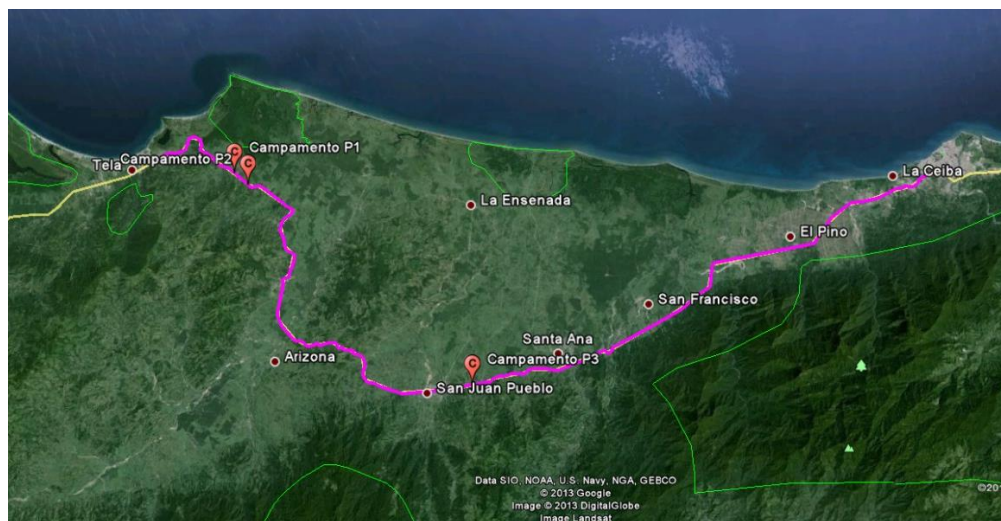 Campamento P1
Campamento P2
Tela
La Ceiba
La Ensenada
El Pino
San Francisco
Santa Ana
Arizona
Campamento P3
San Juan Pueblo
C
C
C
Data SIO, NOAA, U.S. Navy, NGA, GEBCO
© 2013 Google
Image © 2013 DigitalGlobe
Image Landsat
©201